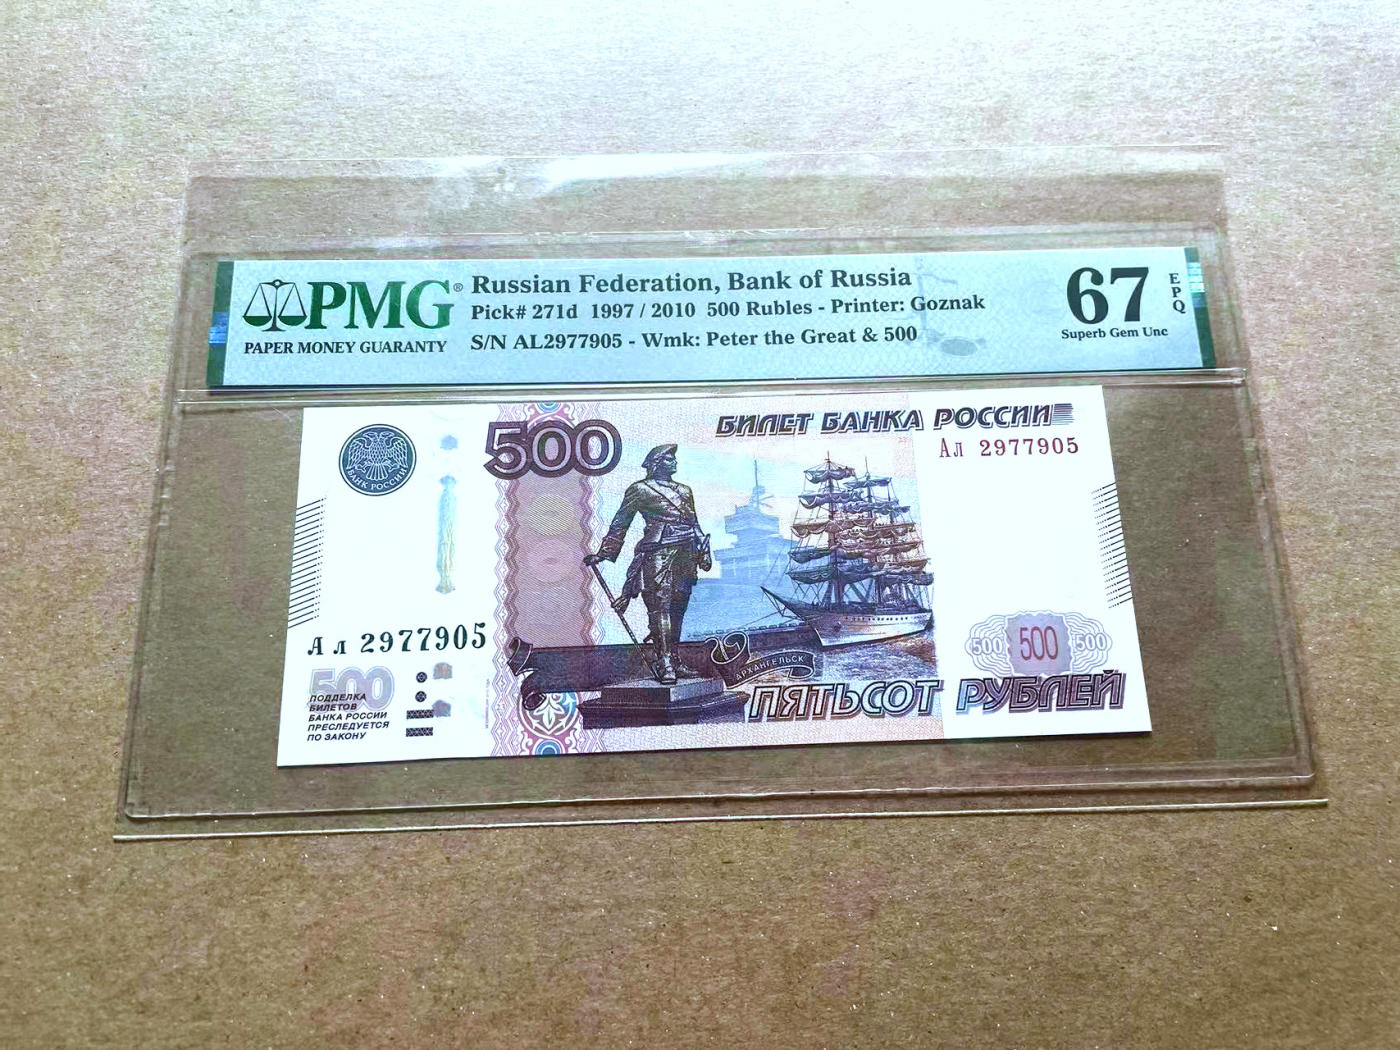 PMG®
PAPER MONEY GUARANTY
Russian Federation, Bank of Russia
Pick# 271d 1997 / 2010 500 Rubles - Printer: Goznak
S/N AL2977905 - Wmk: Peter the Great & 500
67
Superb Gem Unc
EPQ
БАНК РОССИИ
500
БИЛЕТ БАНКА РОССИИ
Ал 2977905
Ал 2977905
500
ПОДДЕЛКА
БИЛЕТОВ
БАНКА РОССИИ
ПРЕСЛЕДУЕТСЯ
ПО ЗАКОНУ
АРХАНГЕЛЬСК
500 500 500
ПЯТЬСОТ РУБЛЕЙ